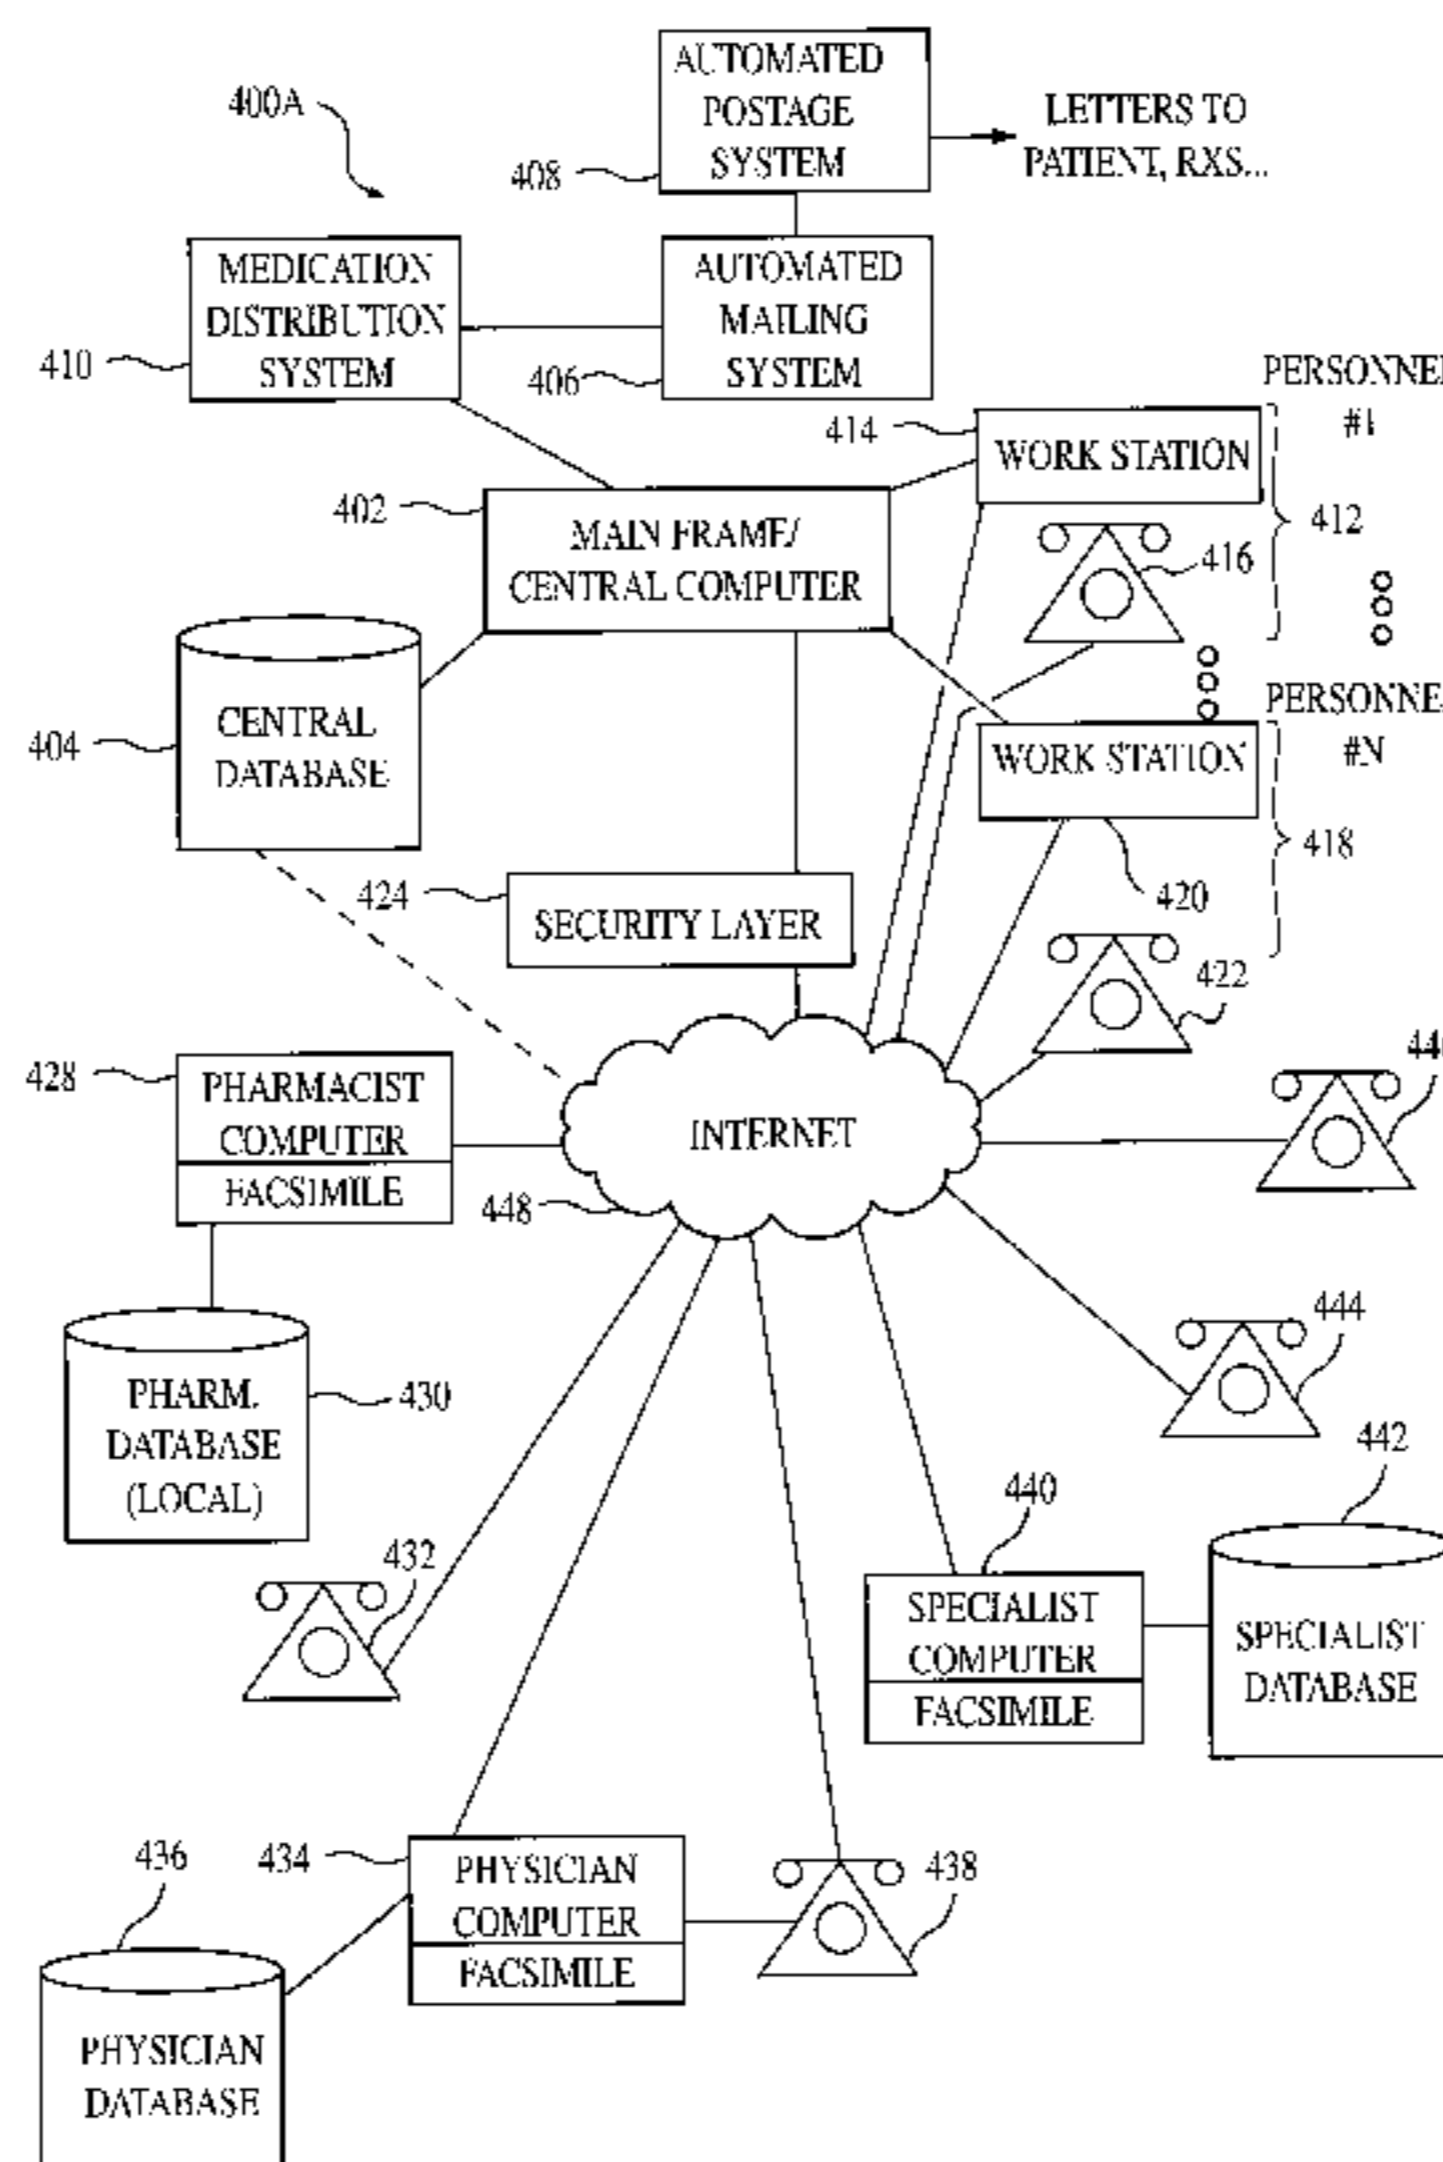 AUTOMATED
POSTAGE
SYSTEM
400A
LETTERS TO
PATIENT, RXS...
408
MEDICATION
DISTRIBUTION
SYSTEM
AUTOMATED
MAILING
SYSTEM
410
406
PERSONNEL
#1
414
WORK STATION
402
MAIN FRAME/
CENTRAL COMPUTER
412
416
CENTRAL
DATABASE
404
PERSONNE
#N
WORK STATION
418
420
424
SECURITY LAYER
422
428
PHARMACIST
COMPUTER
FACSIMILE
INTERNET
448
444
PHARM.
DATABASE
(LOCAL)
430
442
440
432
SPECIALIST
COMPUTER
FACSIMILE
SPECIALIST
DATABASE
436
434
PHYSICIAN
COMPUTER
FACSIMILE
438
PHYSICIAN
DATABASE